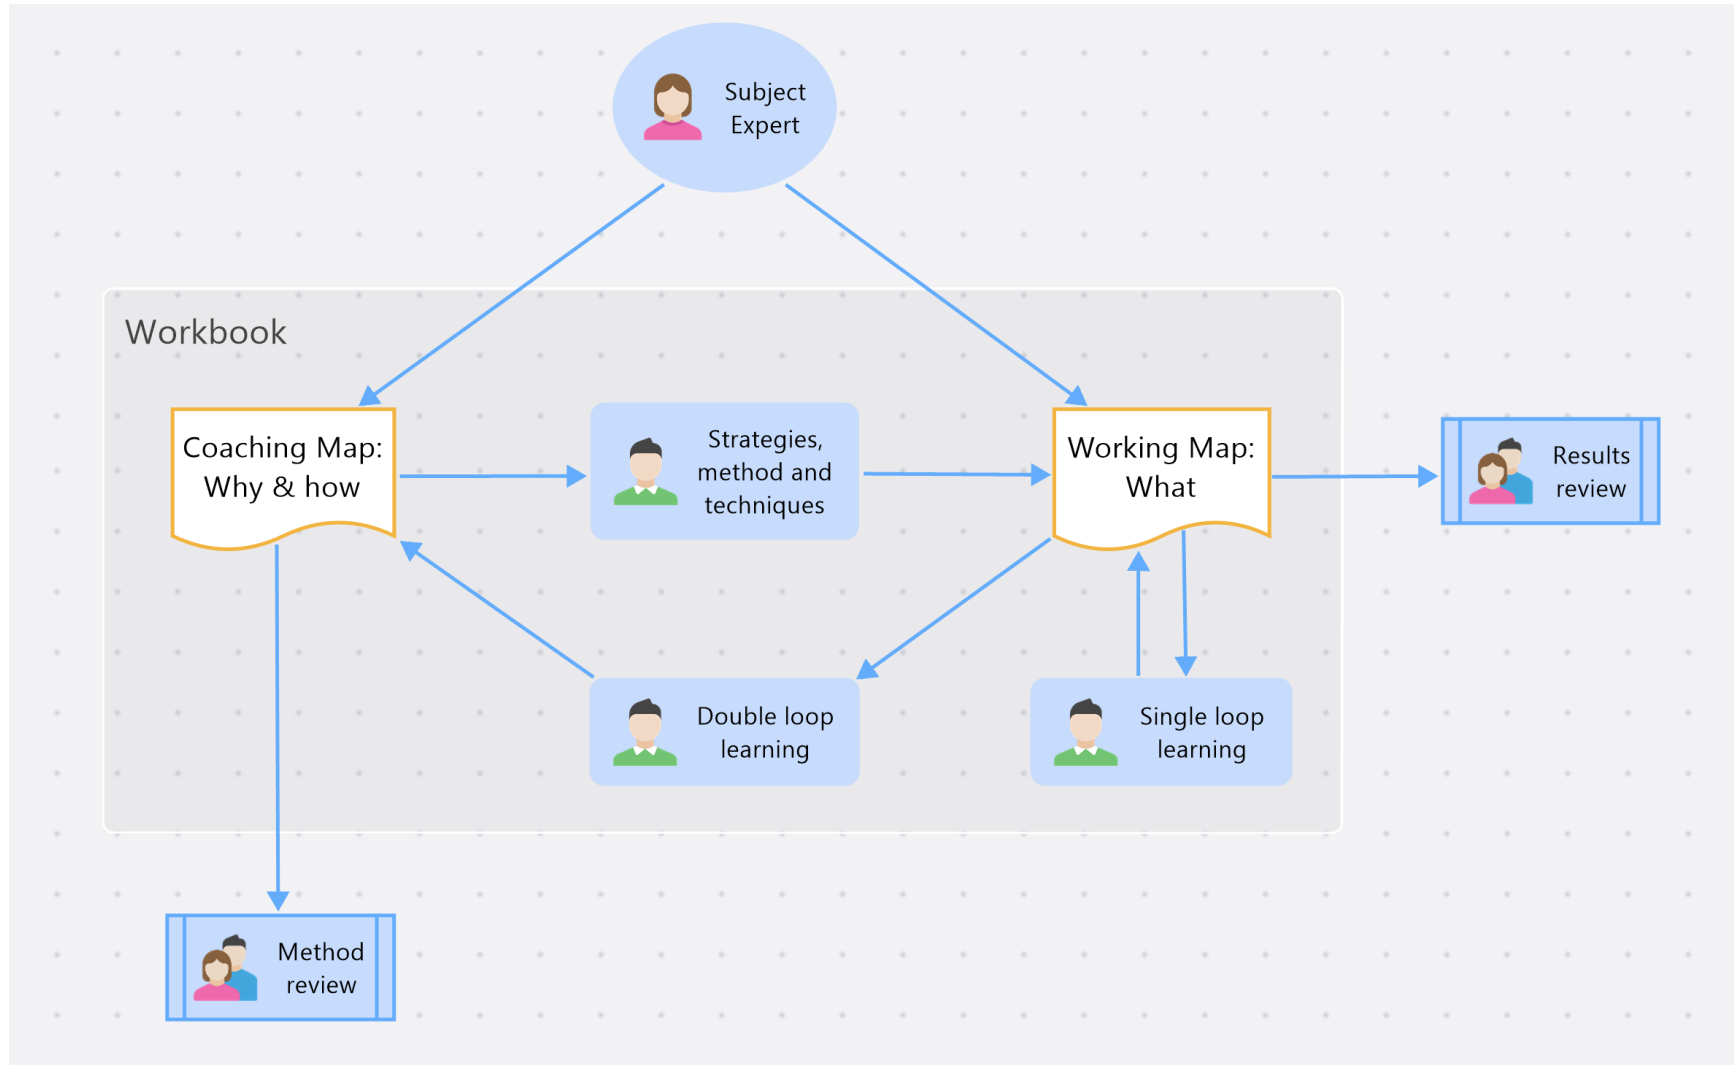 Subject
Expert
Workbook
Coaching Map:
Why & how
Strategies,
method and
techniques
Working Map:
What
Results
review
Double loop
learning
Single loop
learning
Method
review